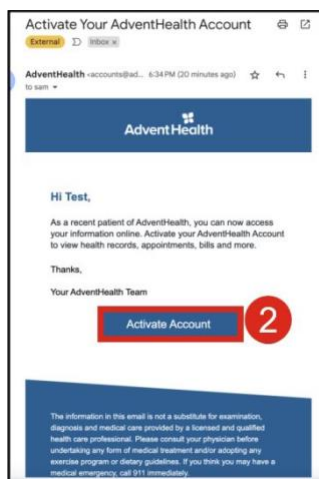 Activate Your AdventHealth Account
External Inbox x
AdventHealth <accounts@ad... 6:34 PM (20 minutes ago)
to sam
AdventHealth
Hi Test,
As a recent patient of AdventHealth, you can now access
your information online. Activate your AdventHealth Account
to view health records, appointments, bills and more.
Thanks,
Your AdventHealth Team
Activate Account
2
The information in this email is not a substitute for examination,
diagnosis and medical care provided by a licensed and qualified
health care professional. Please consult your physician before
undertaking any form of medical treatment and/or adopting any
exercise program or dietary guidelines. If you think you may have a
medical emergency, call 911 immediately.